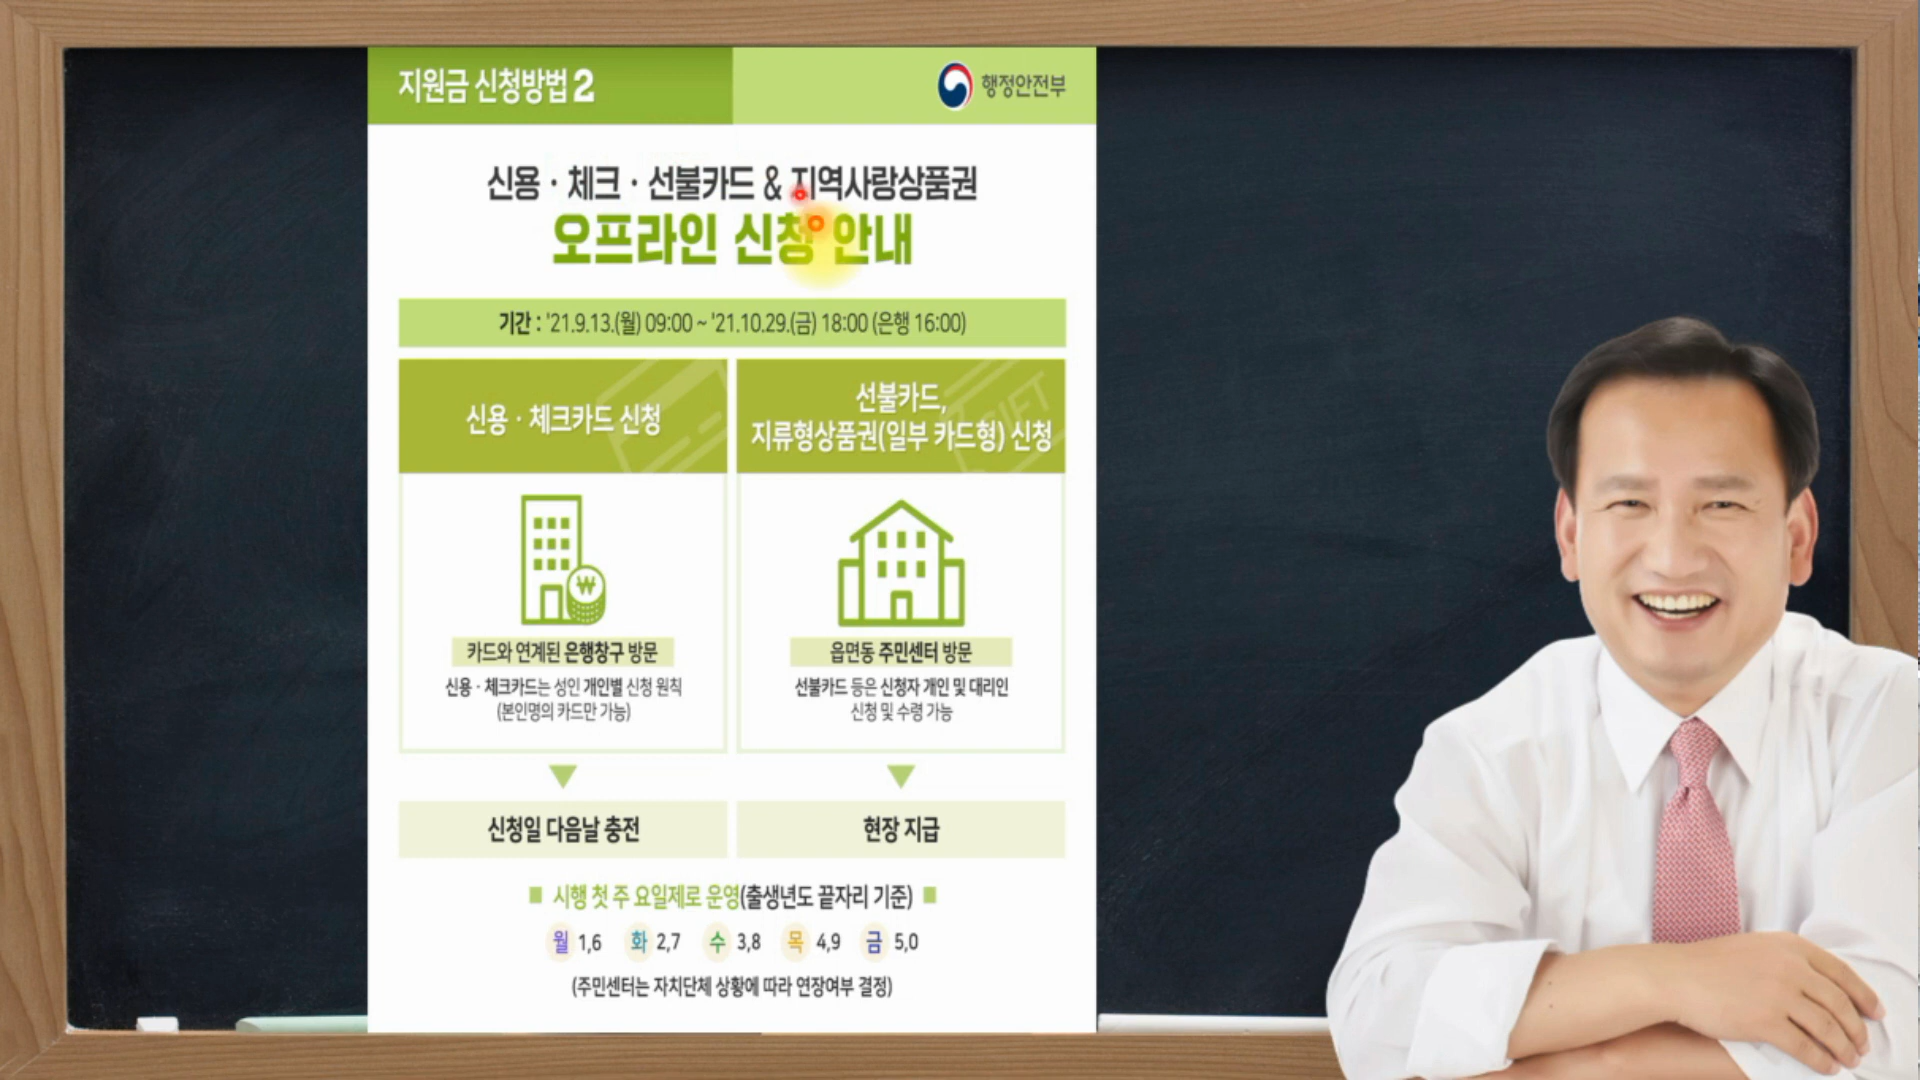 지원금 신청방법 2
행정안전부
신용 · 체크 · 선불카드 & 지역사랑상품권
오프라인 신청 안내
기간 : '21.9.13.(월) 09:00 ~ '21.10.29.(금) 18:00 (은행 16:00)
신용 · 체크카드 신청
선불카드,
지류형상품권(일부 카드형) 신청
GIFT
₩
카드와 연계된 은행창구 방문
신용 · 체크카드는 성인 개인별 신청 원칙
(본인명의 카드만 가능)
읍면동 주민센터 방문
선불카드 등은 신청자 개인 및 대리인
신청 및 수령 가능
신청일 다음날 충전
현장 지급
시행 첫 주 요일제로 운영(출생년도 끝자리 기준)
월 1,6 화 2,7 수 3,8 목 4,9 금 5,0
(주민센터는 자치단체 상황에 따라 연장여부 결정)